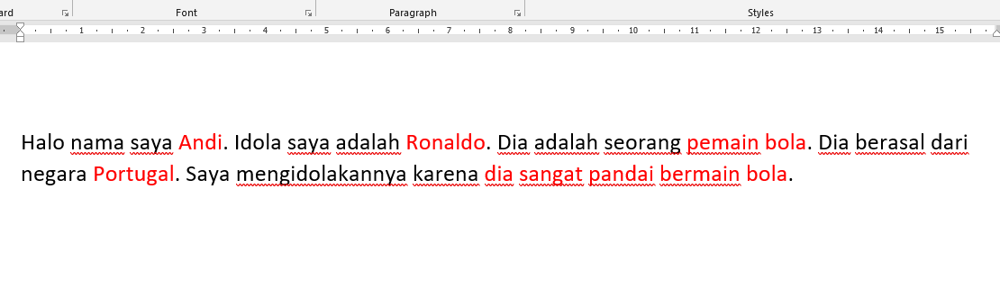 ard Font Paragraph Styles
1 2 3 4 5 6 7 8 9 10 11 12 13 14 15
Halo nama saya Andi. Idola saya adalah Ronaldo. Dia adalah seorang pemain bola. Dia berasal dari
negara Portugal. Saya mengidolakannya karena dia sangat pandai bermain bola.